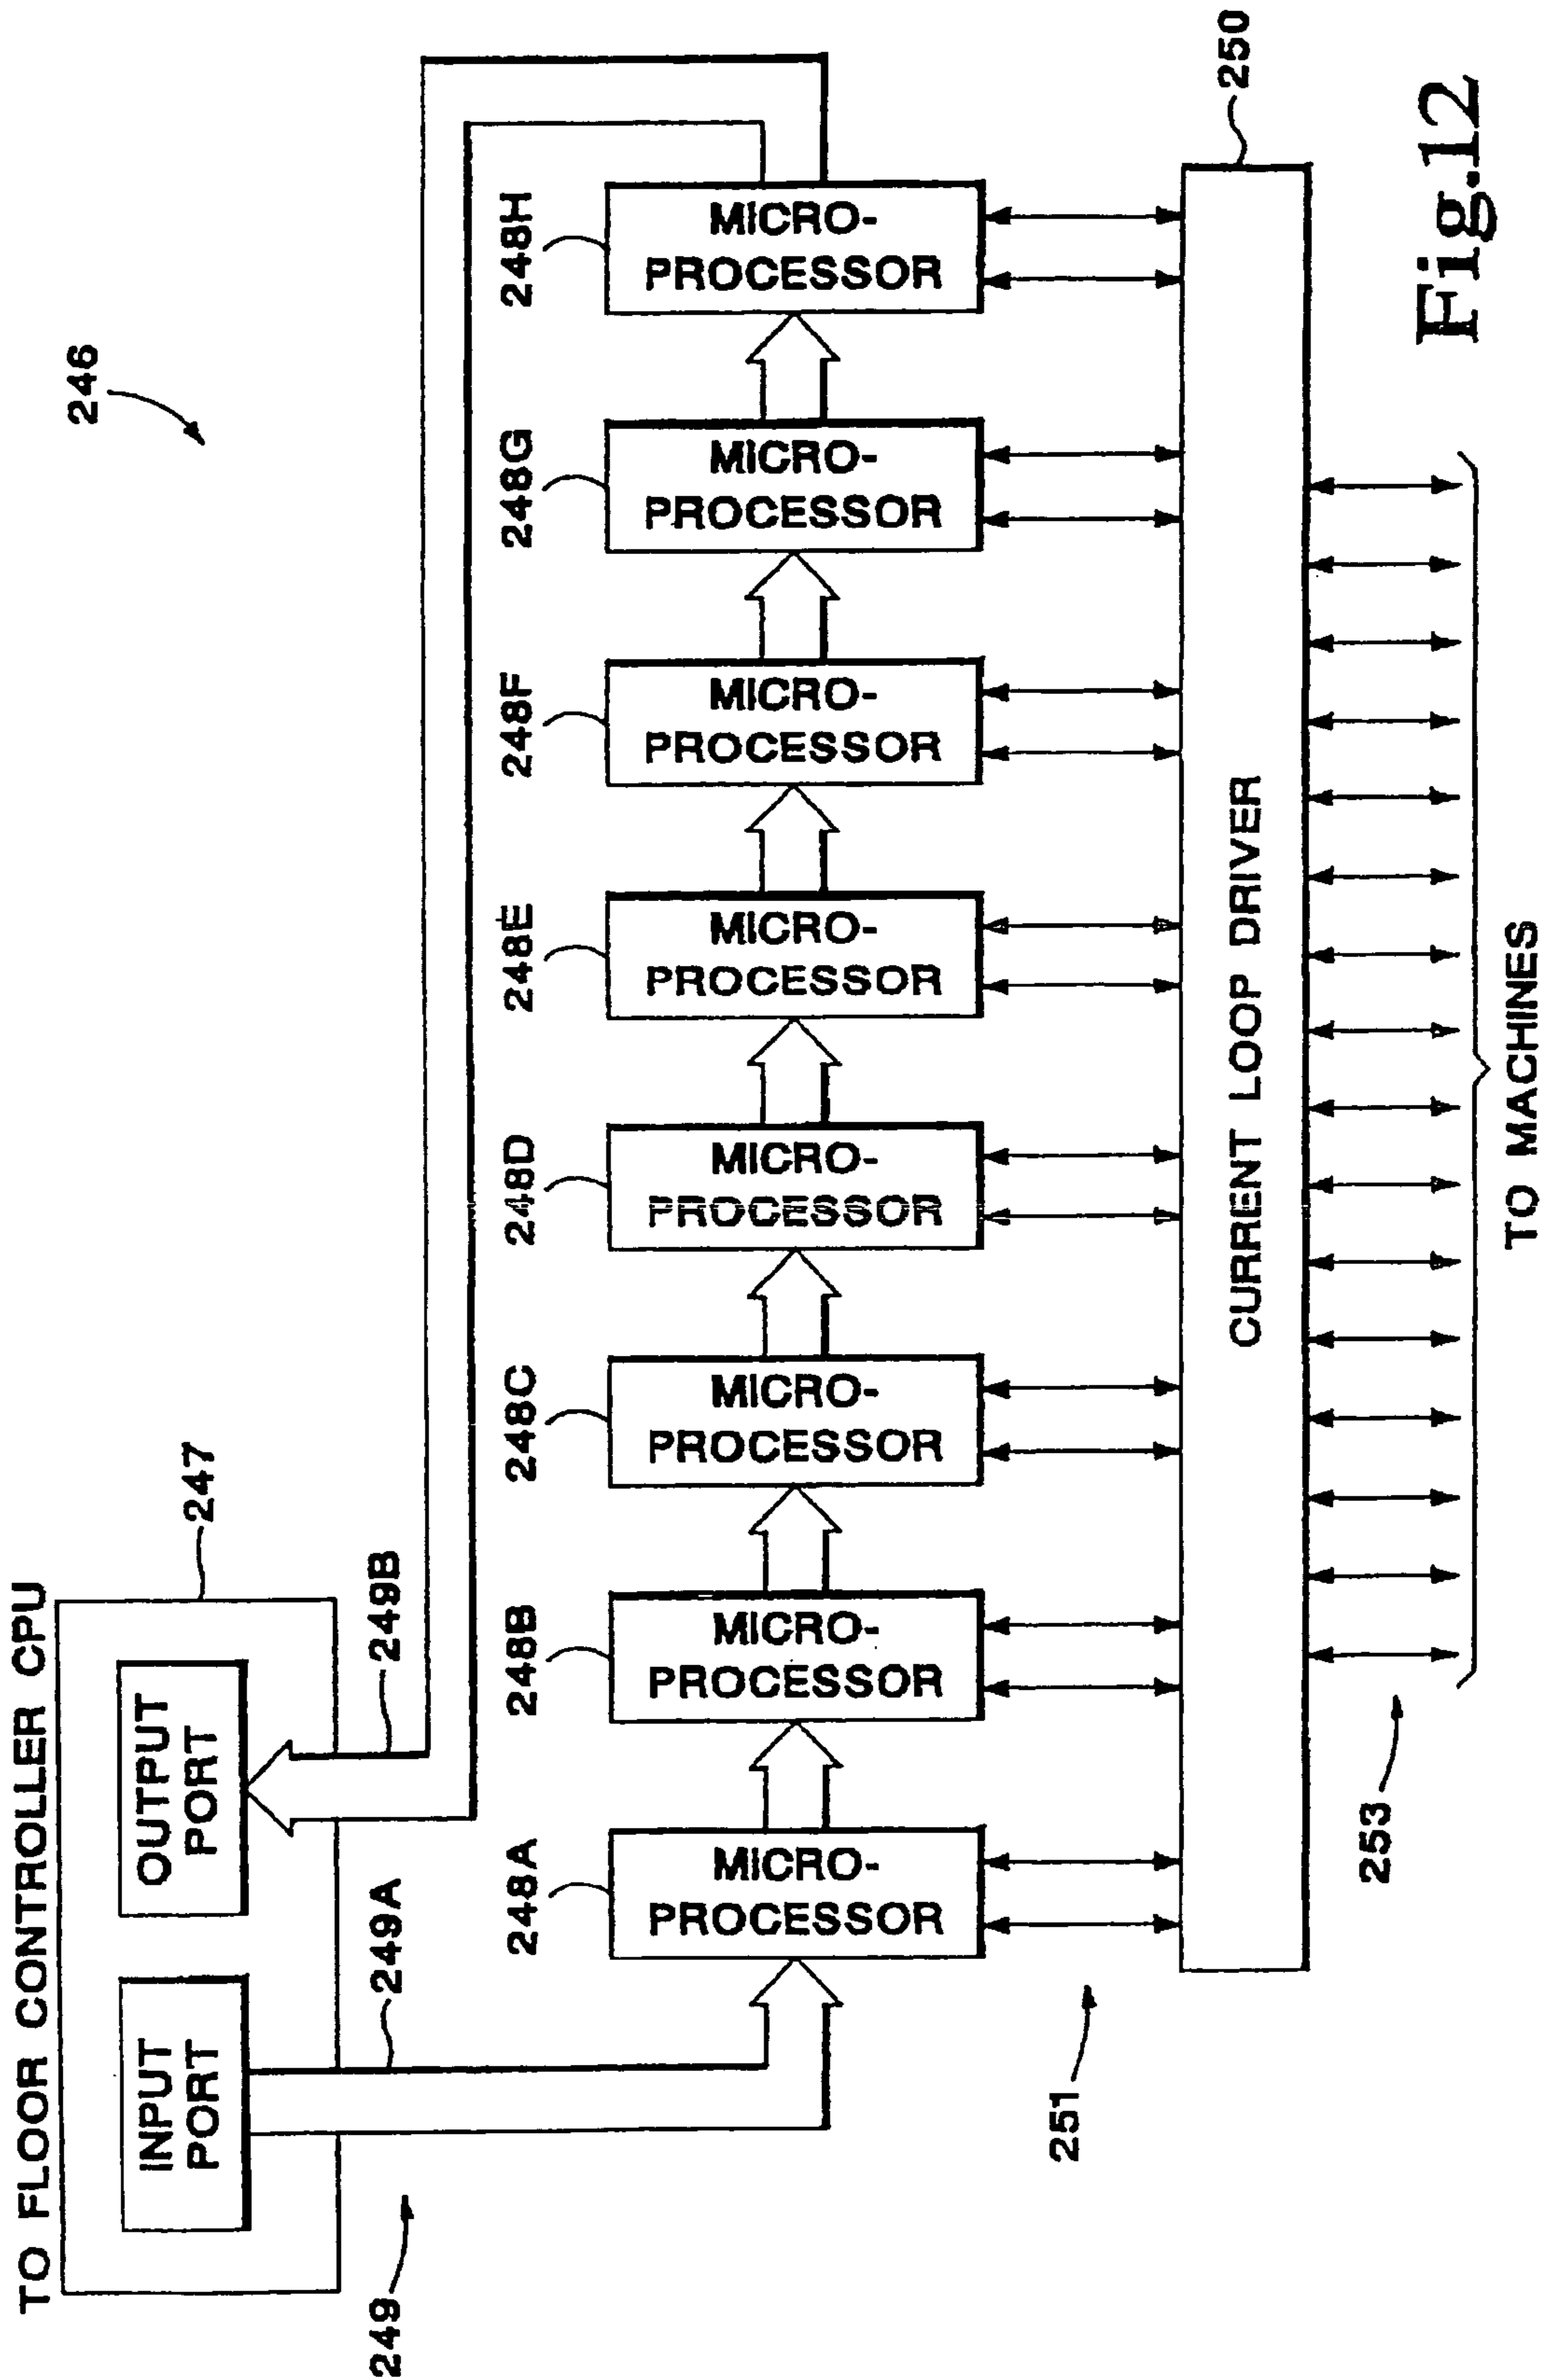 TO FLOOR CONTROLLER CPU
247
INPUT
PORT
OUTPUT
PORT
246
249
249A
249B
248A
248B
248C
248D
248E
248F
248G
248H
MICRO-
PROCESSOR
MICRO-
PROCESSOR
MICRO-
PROCESSOR
MICRO-
PROCESSOR
MICRO-
PROCESSOR
MICRO-
PROCESSOR
MICRO-
PROCESSOR
MICRO-
PROCESSOR
251
CURRENT LOOP DRIVER
250
253
TO MACHINES
Fig.12